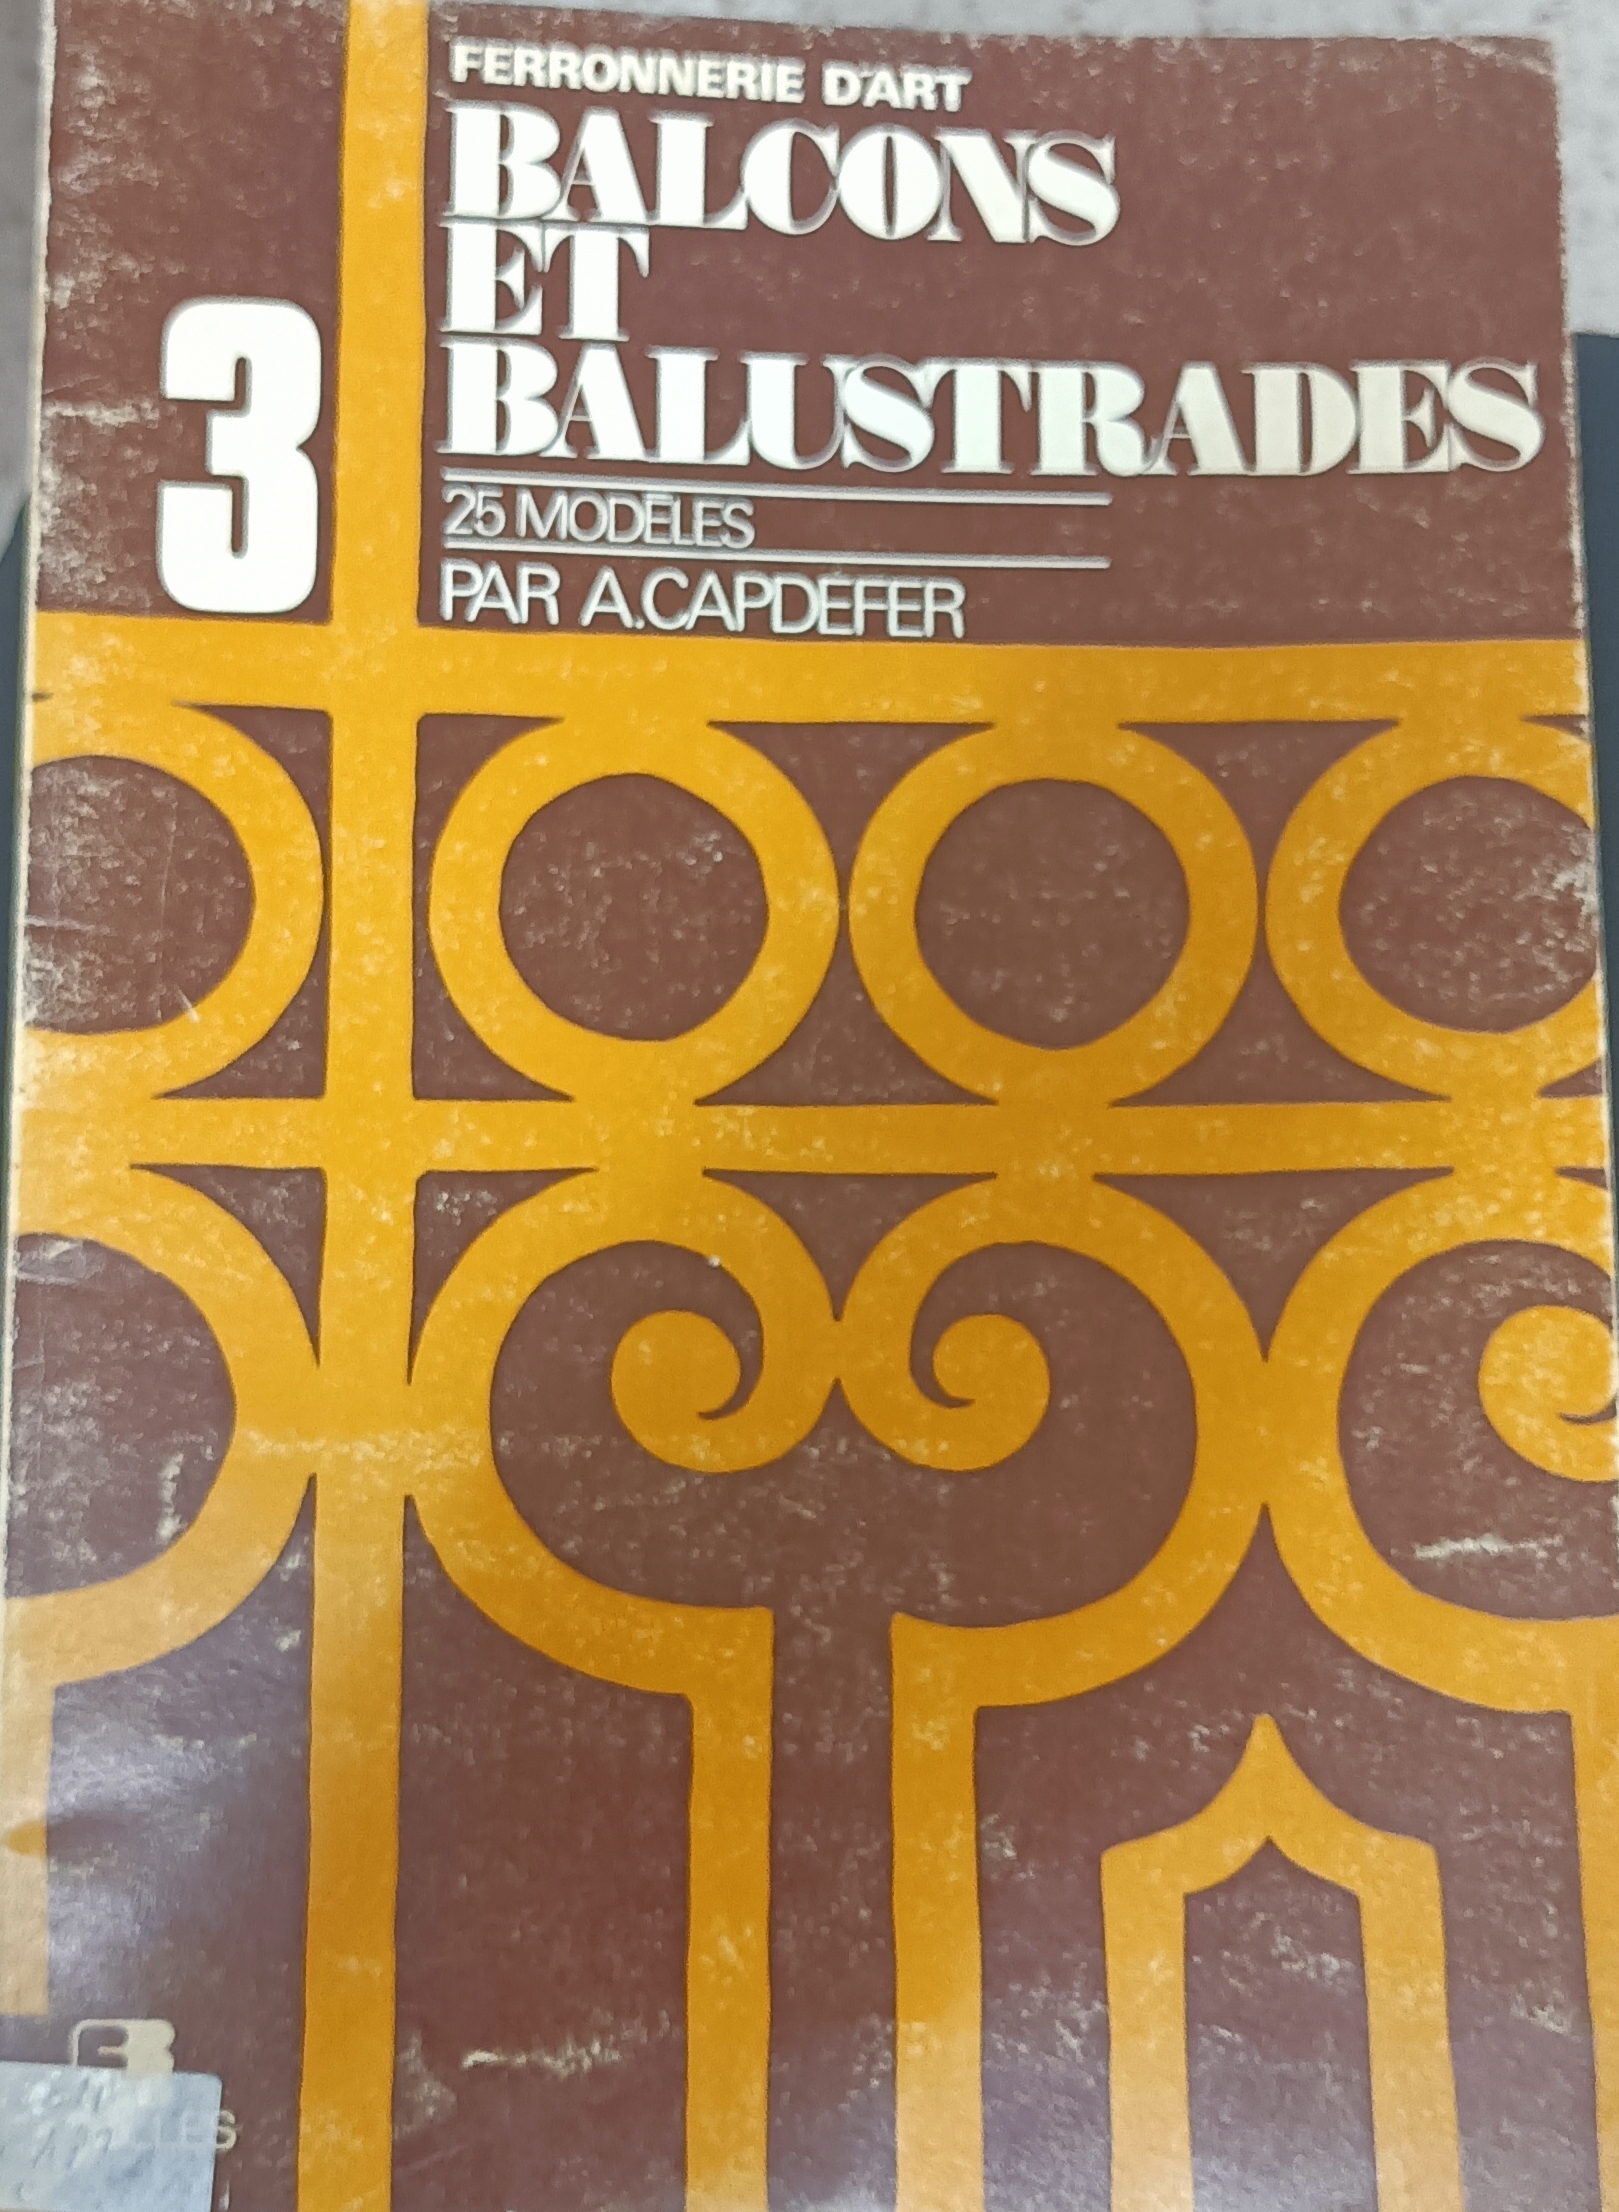 FERRONNERIE D'ART
BALCONS
ET
BALUSTRADES
3
25 MODÈLES
PAR A.CAPDEFER